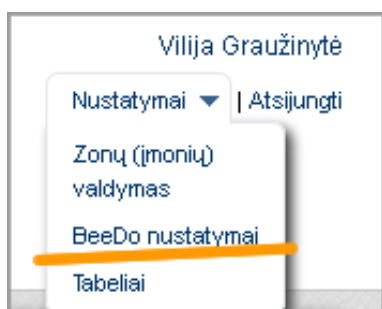 Vilija Graužinytė
Nustatymai | Atsijungti
Zonų (įmonių)
valdymas
BeeDo nustatymai
Tabeliai